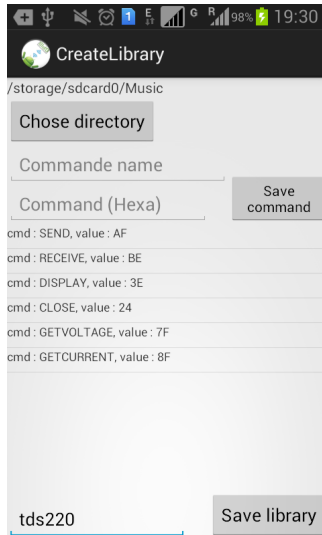 1 E G R 98% 19:30
CreateLibrary
/storage/sdcard0/Music
Chose directory
Commande name
Command (Hexa)
Save
command
cmd : SEND, value : AF
cmd : RECEIVE, value : BE
cmd : DISPLAY, value : 3E
cmd : CLOSE, value : 24
cmd : GETVOLTAGE, value : 7F
cmd : GETCURRENT, value : 8F
tds220
Save library